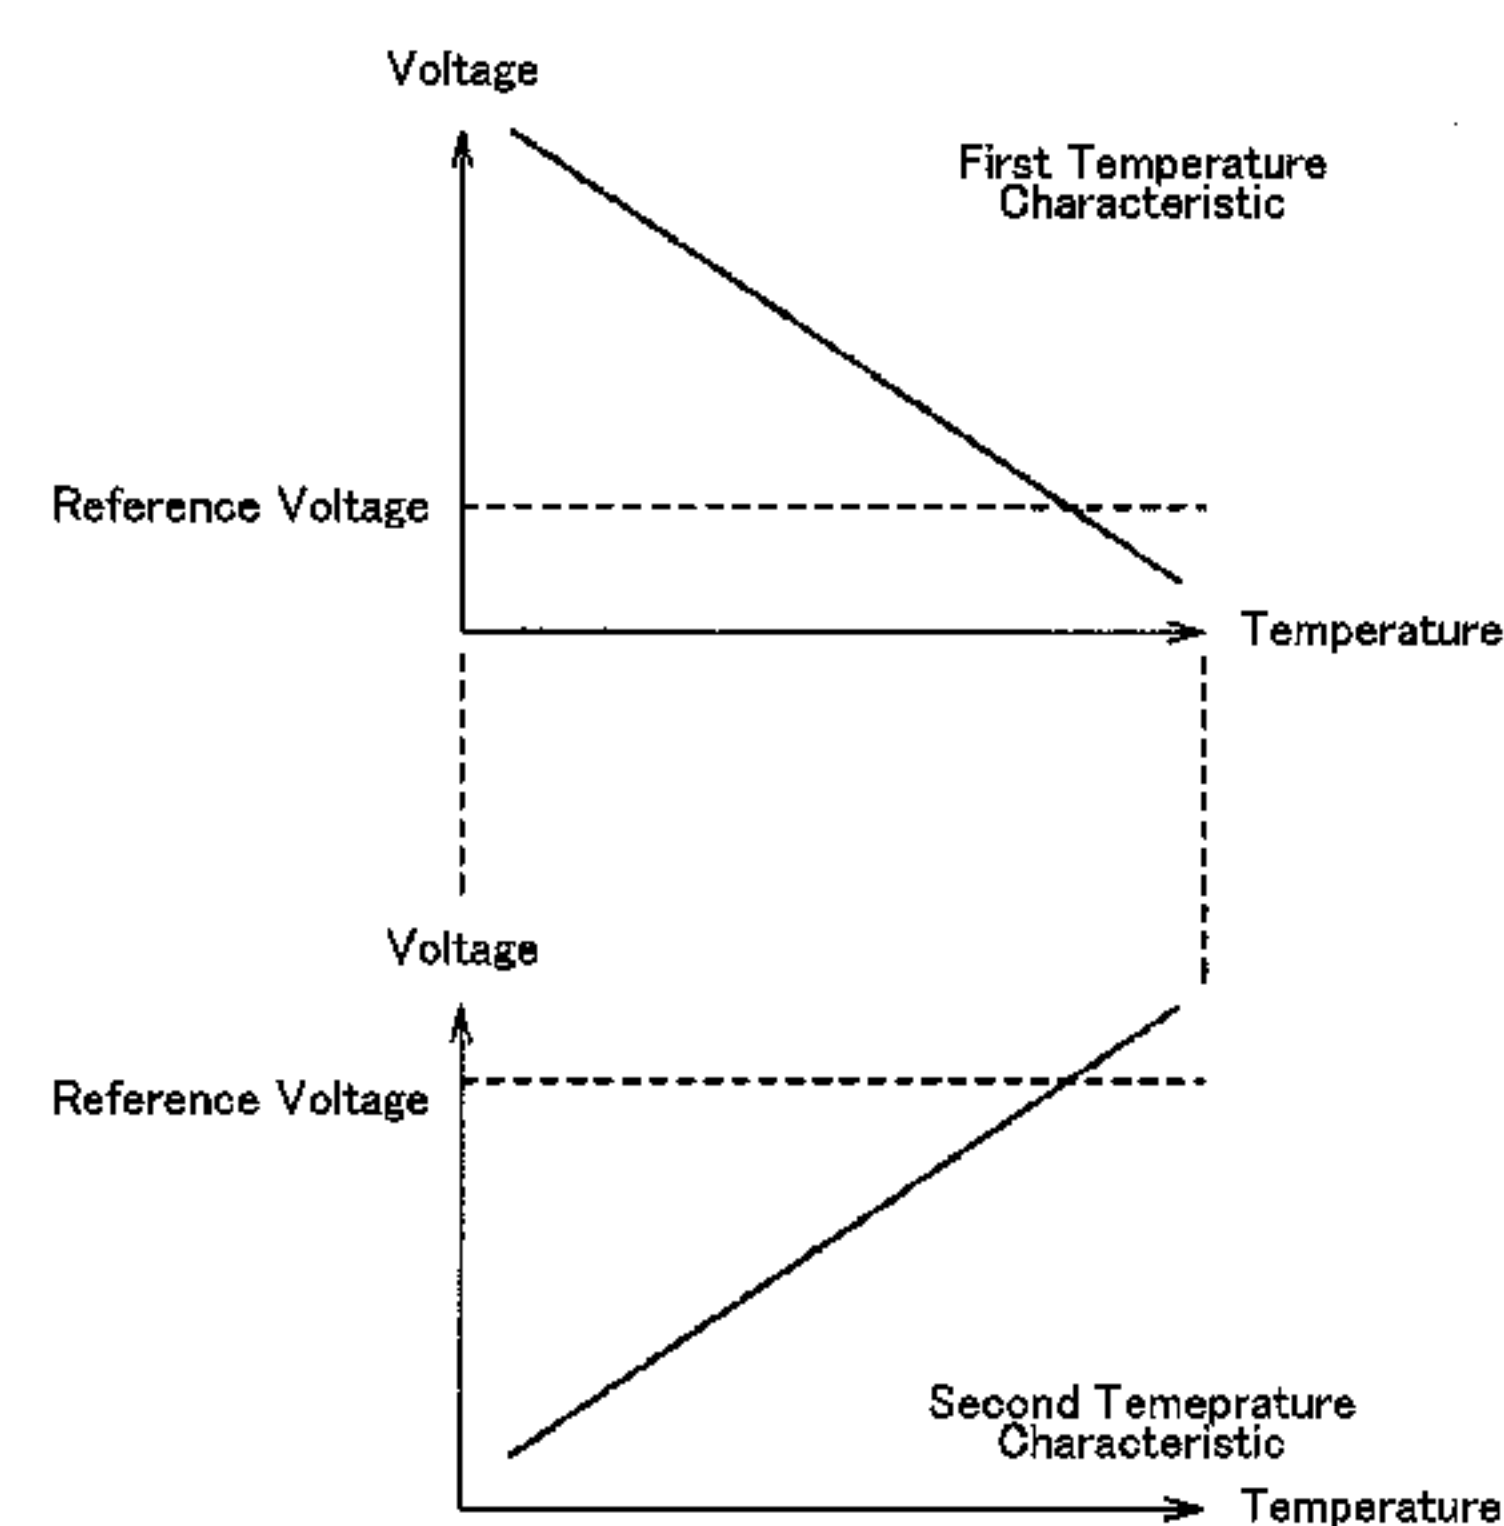 Voltage
First Temperature
Characteristic
Reference Voltage
Temperature
Voltage
Reference Voltage
Second Temeprature
Characteristic
Temperature